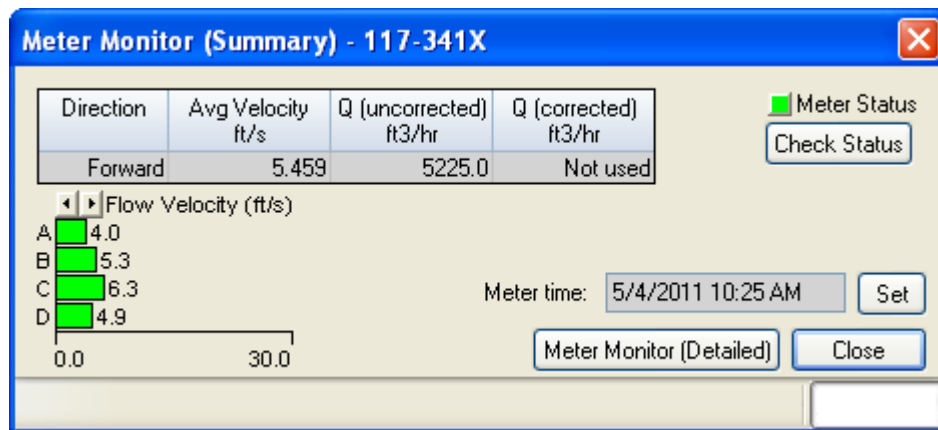 Meter Monitor (Summary) - 117-341X
Direction Avg Velocity ft/s Q (uncorrected) ft3/hr Q (corrected) ft3/hr
Forward 5.459 5225.0 Not used
Meter Status
Check Status
Flow Velocity (ft/s)
A 4.0
B 5.3
C 6.3
D 4.9
0.0 30.0
Meter time: 5/4/2011 10:25 AM Set
Meter Monitor (Detailed) Close